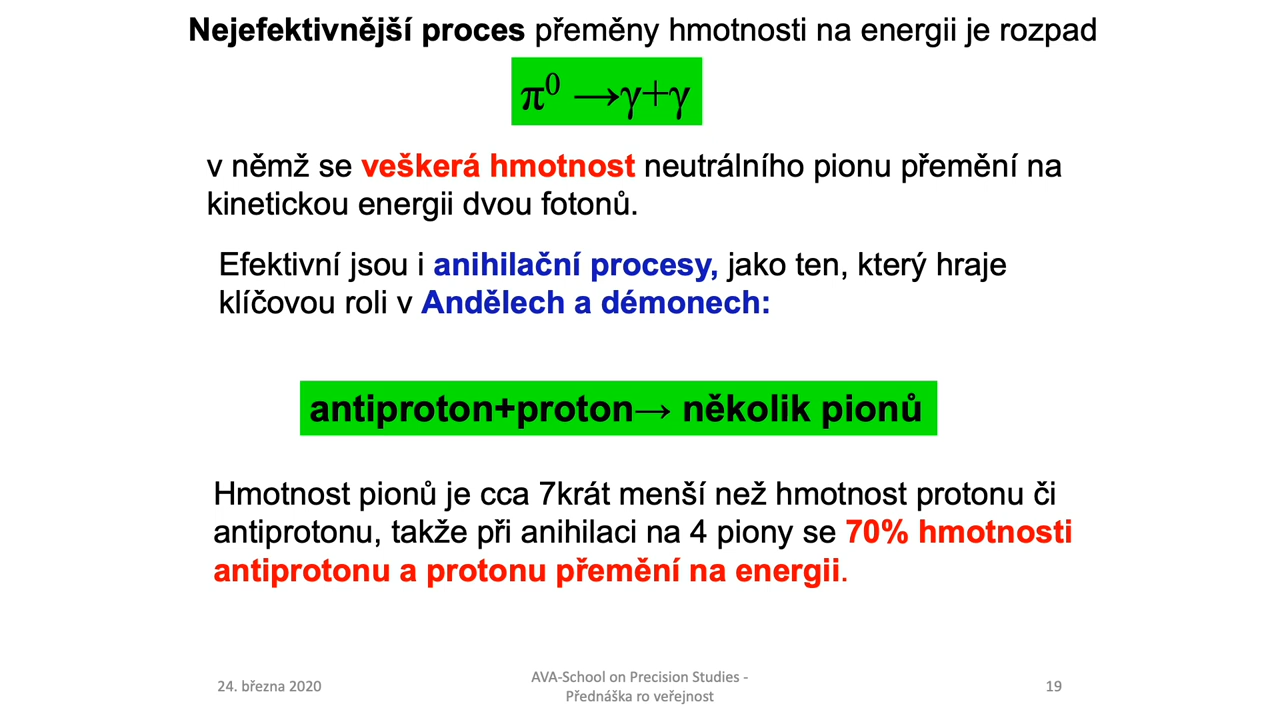 Nejefektivnější proces přeměny hmotnosti na energii je rozpad
π⁰ →γ+γ
v němž se veškerá hmotnost neutrálního pionu přemění na
kinetickou energii dvou fotonů.
Efektivní jsou i anihilační procesy, jako ten, který hraje
klíčovou roli v Andělech a démonech:
antiproton+proton→ několik pionů
Hmotnost pionů je cca 7krát menší než hmotnost protonu či
antiprotonu, takže při anihilaci na 4 piony se 70% hmotnosti
antiprotonu a protonu přemění na energii.
24. března 2020
AVA-School on Precision Studies -
Přednáška ro veřejnost
19